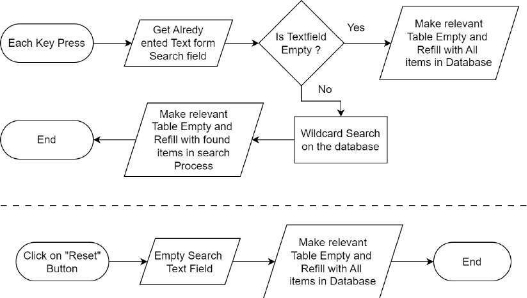 Each Key Press
Get Alredy
ented Text form
Search field
Is Textfield
Empty ?
Yes
Make relevant
Table Empty and
Refill with All
items in Database
No
Wildcard Search
on the database
Make relevant
Table Empty and
Refill with found
items in search
Process
End
Click on "Reset"
Button
Empty Search
Text Field
Make relevant
Table Empty and
Refill with All
items in Database
End